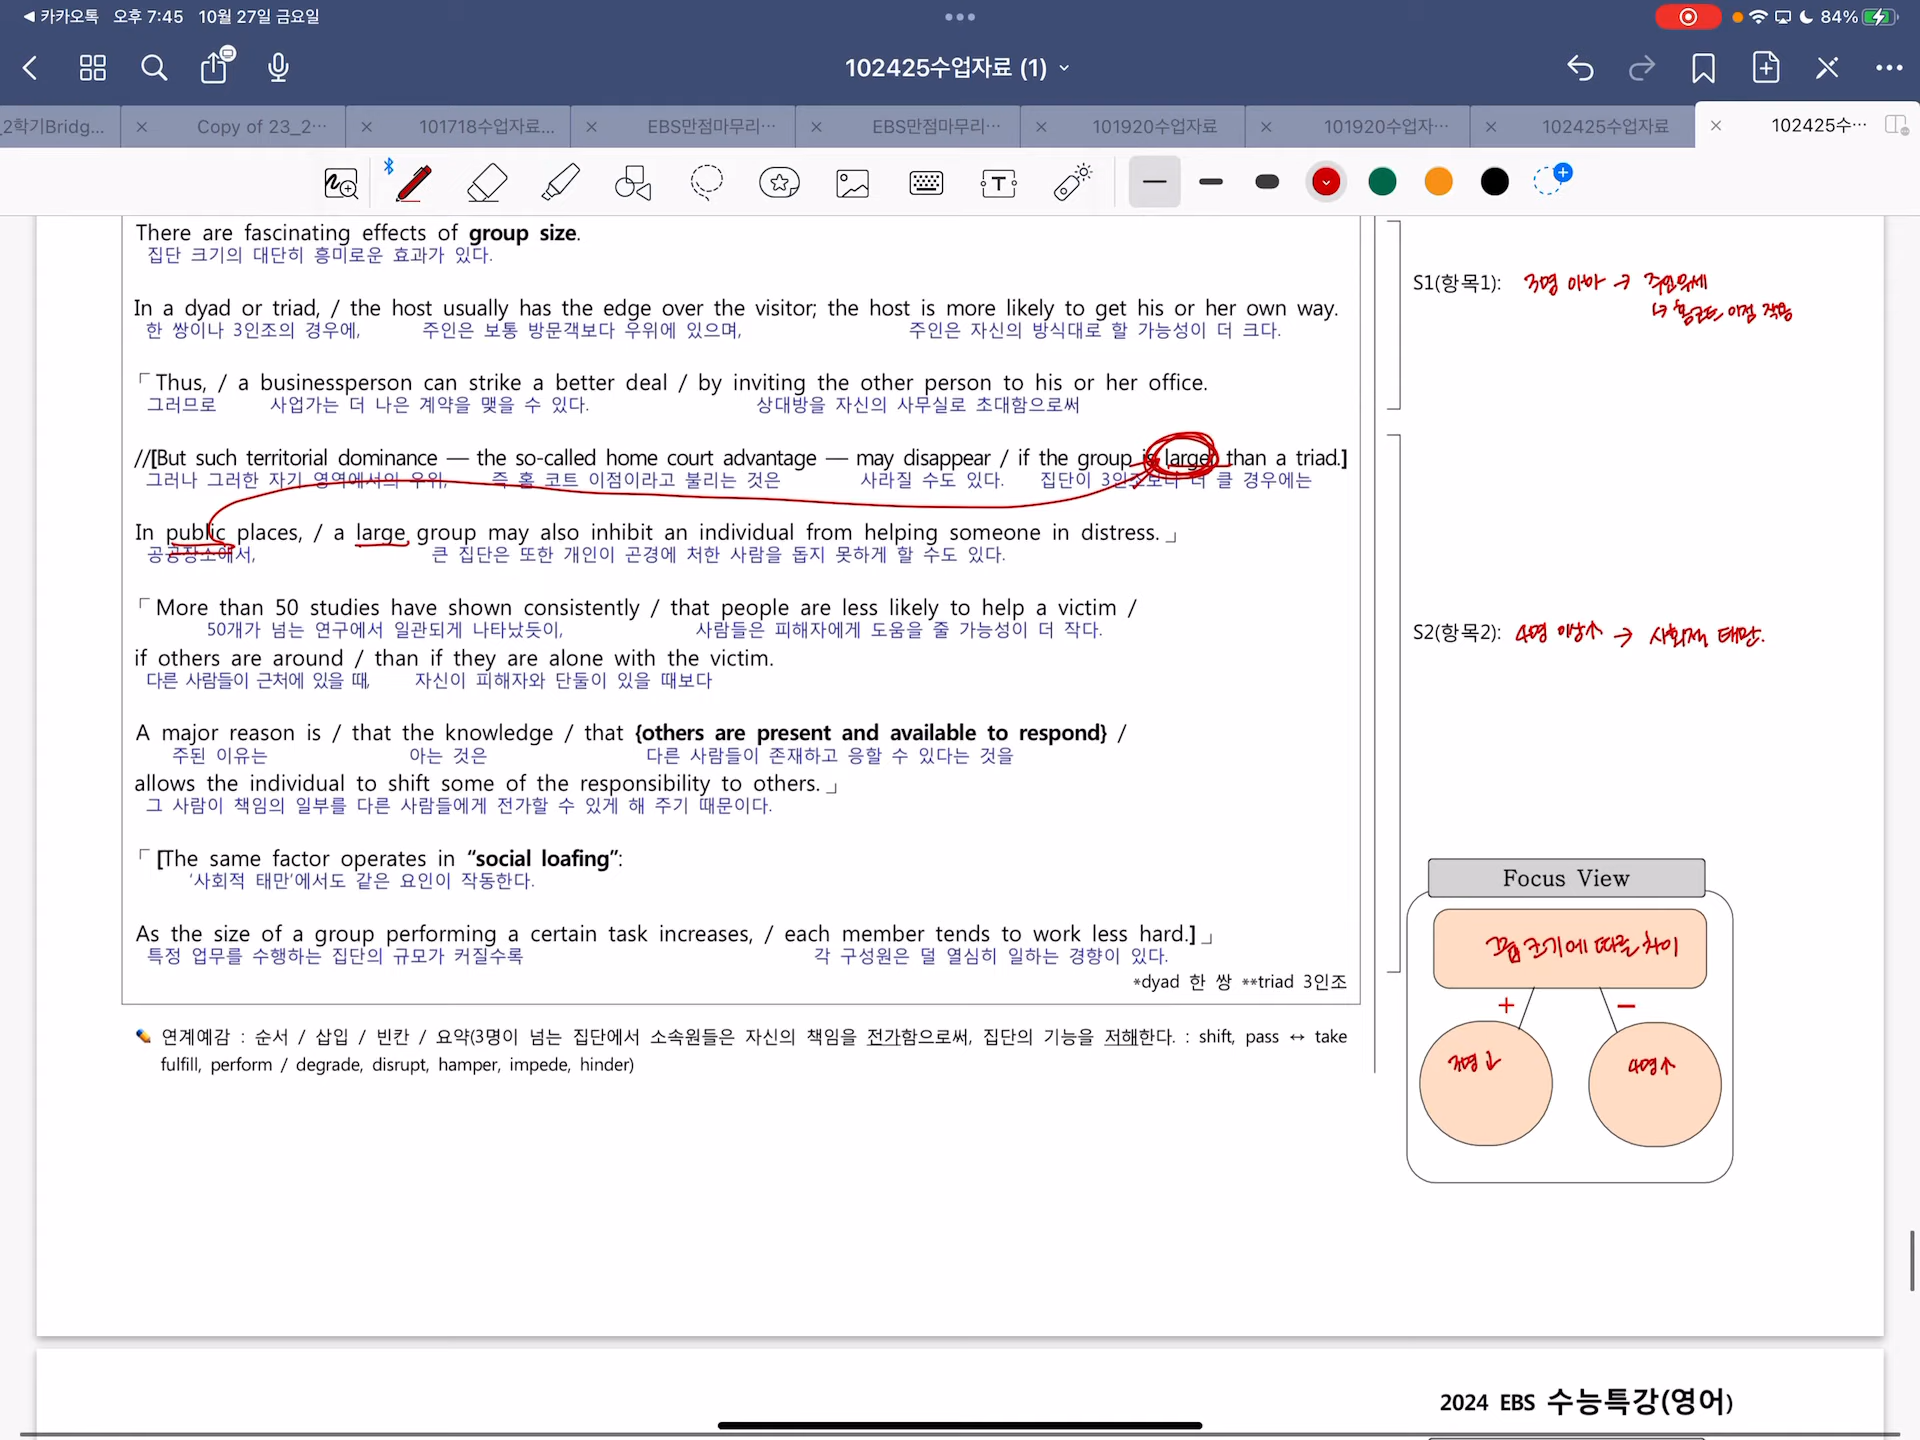 ◀ 카카오톡 오후 7:45 10월 27일 금요일
84%
102425수업자료 (1)
_2학기Bridg...
Copy of 23_2...
101718수업자료...
EBS만점마무리...
EBS만점마무리...
101920수업자료
101920수업자...
102425수업자료
102425수...
There are fascinating effects of group size.
집단 크기의 대단히 흥미로운 효과가 있다.
In a dyad or triad, / the host usually has the edge over the visitor; the host is more likely to get his or her own way.
한 쌍이나 3인조의 경우에, 주인은 보통 방문객보다 우위에 있으며, 주인은 자신의 방식대로 할 가능성이 더 크다.
「Thus, / a businessperson can strike a better deal / by inviting the other person to his or her office.
그러므로 사업가는 더 나은 계약을 맺을 수 있다. 상대방을 자신의 사무실로 초대함으로써
//[But such territorial dominance — the so-called home court advantage — may disappear / if the group is larger than a triad.]
그러나 그러한 자기 영역에서의 우위, 즉 홈 코트 이점이라고 불리는 것은 사라질 수도 있다. 집단이 3인조보다 더 클 경우에는
In public places, / a large group may also inhibit an individual from helping someone in distress.」
공공장소에서, 큰 집단은 또한 개인이 곤경에 처한 사람을 돕지 못하게 할 수도 있다.
「More than 50 studies have shown consistently / that people are less likely to help a victim /
50개가 넘는 연구에서 일관되게 나타났듯이, 사람들은 피해자에게 도움을 줄 가능성이 더 작다.
if others are around / than if they are alone with the victim.
다른 사람들이 근처에 있을 때, 자신이 피해자와 단둘이 있을 때보다
A major reason is / that the knowledge / that {others are present and available to respond} /
주된 이유는 아는 것은 다른 사람들이 존재하고 응할 수 있다는 것을
allows the individual to shift some of the responsibility to others.」
그 사람이 책임의 일부를 다른 사람들에게 전가할 수 있게 해 주기 때문이다.
「[The same factor operates in “social loafing”:
‘사회적 태만’에서도 같은 요인이 작동한다.
As the size of a group performing a certain task increases, / each member tends to work less hard.]」
특정 업무를 수행하는 집단의 규모가 커질수록 각 구성원은 덜 열심히 일하는 경향이 있다.
*dyad 한 쌍 **triad 3인조
연계예감 : 순서 / 삽입 / 빈칸 / 요약(3명이 넘는 집단에서 소속원들은 자신의 책임을 전가함으로써, 집단의 기능을 저해한다. : shift, pass ↔ take
fulfill, perform / degrade, disrupt, hamper, impede, hinder)
S1(항목1): 3명 이하 → 주인우세
↳ 홈코트 이점 작용
S2(항목2): 4명 이상↑ → 사회적 태만.
Focus View
그룹 크기에 따른 차이
+ −
3명↓ 4명↑
2024 EBS 수능특강(영어)